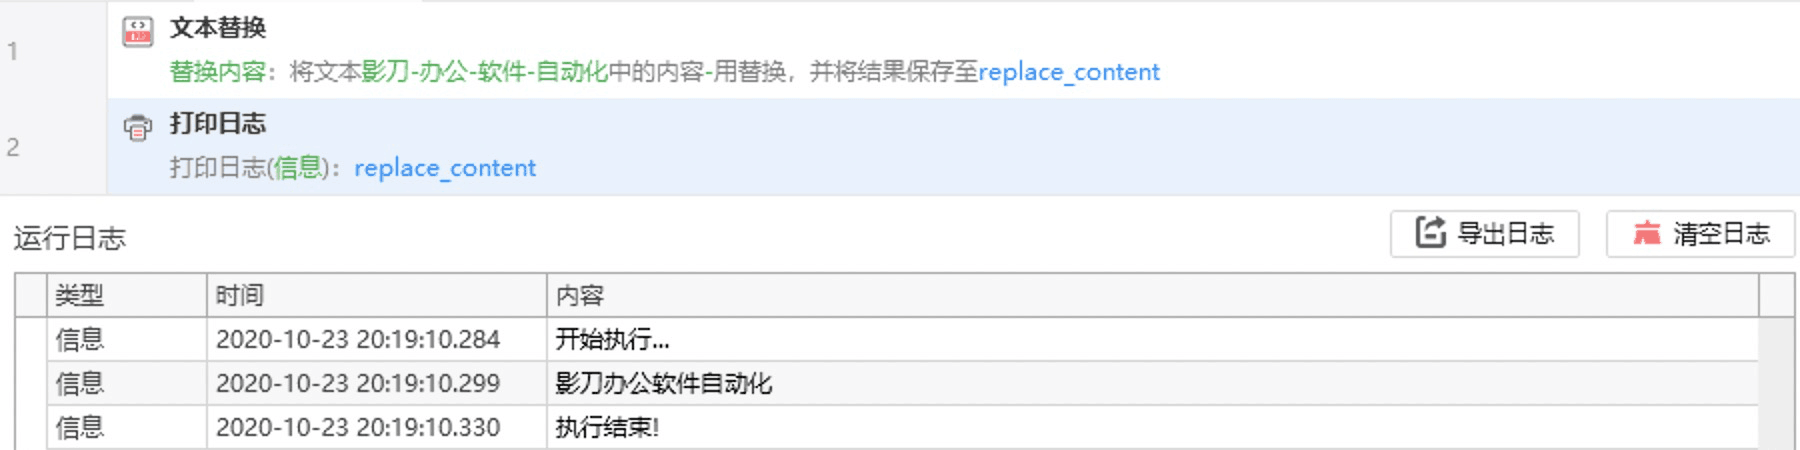 1
文本替换
替换内容：将文本影刀-办公-软件-自动化中的内容-用替换，并将结果保存至replace_content
2
打印日志
打印日志(信息)：replace_content
运行日志
导出日志
清空日志
类型 时间 内容
信息 2020-10-23 20:19:10.284 开始执行...
信息 2020-10-23 20:19:10.299 影刀办公软件自动化
信息 2020-10-23 20:19:10.330 执行结束!